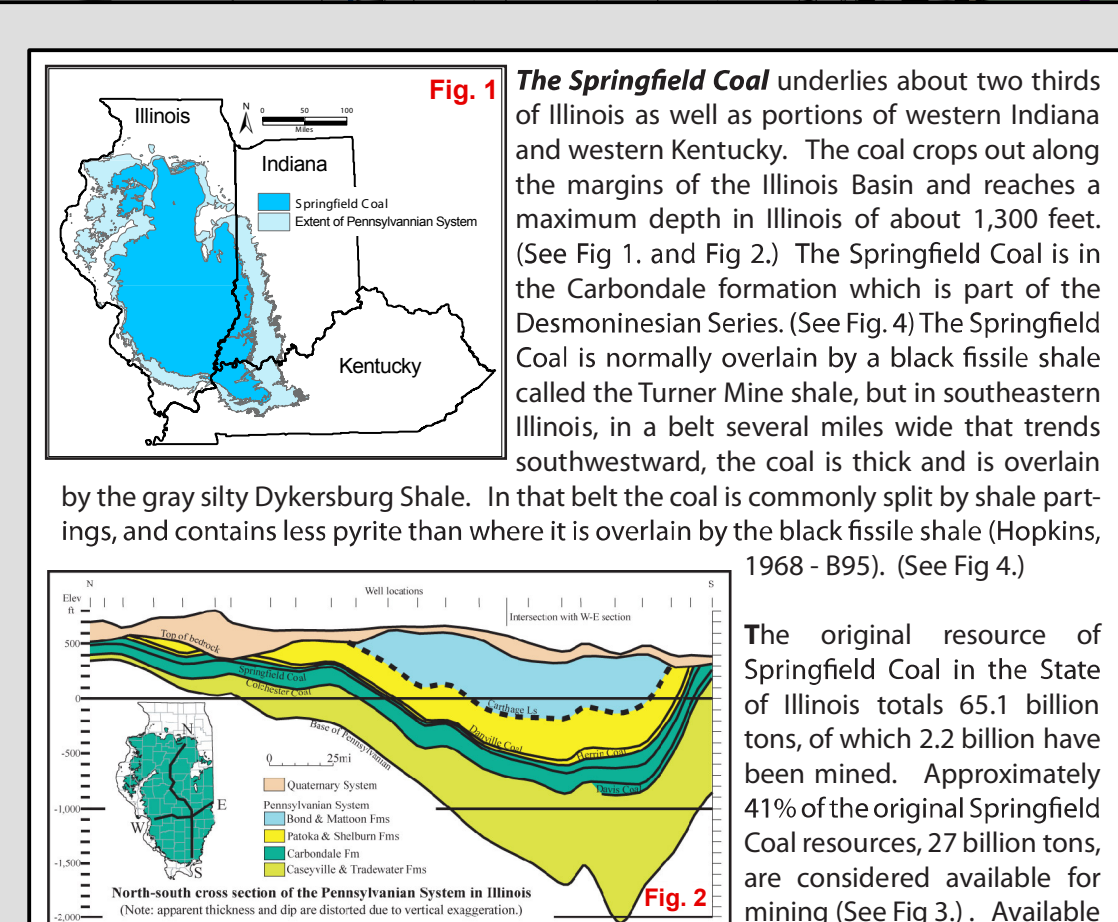 Fig. 1
Illinois
N
0 50 100
Miles
Indiana
Springfield Coal
Extent of Pennsylvannian System
Kentucky
The Springfield Coal underlies about two thirds
of Illinois as well as portions of western Indiana
and western Kentucky. The coal crops out along
the margins of the Illinois Basin and reaches a
maximum depth in Illinois of about 1,300 feet.
(See Fig 1. and Fig 2.) The Springfield Coal is in
the Carbondale formation which is part of the
Desmoninesian Series. (See Fig. 4) The Springfield
Coal is normally overlain by a black fissile shale
called the Turner Mine shale, but in southeastern
Illinois, in a belt several miles wide that trends
southwestward, the coal is thick and is overlain
by the gray silty Dykersburg Shale. In that belt the coal is commonly split by shale part-
ings, and contains less pyrite than where it is overlain by the black fissile shale (Hopkins,
1968 - B95). (See Fig 4.)
N
S
Elev
ft
Well locations
Intersection with W-E section
500
0
-500
-1,000
-1,500
-2,000
Top of bedrock
Springfield Coal
Colchester Coal
Base of Pennsylvanian
Carthage Ls
Danville Coal
Herrin Coal
Davis Coal
N
E
W
S
0 25mi
Quaternary System
Pennsylvanian System
Bond & Mattoon Fms
Patoka & Shelburn Fms
Carbondale Fm
Caseyville & Tradewater Fms
North-south cross section of the Pennsylvanian System in Illinois
(Note: apparent thickness and dip are distorted due to vertical exaggeration.)
Fig. 2
The original resource of
Springfield Coal in the State
of Illinois totals 65.1 billion
tons, of which 2.2 billion have
been mined. Approximately
41% of the original Springfield
Coal resources, 27 billion tons,
are considered available for
mining (See Fig 3.) . Available